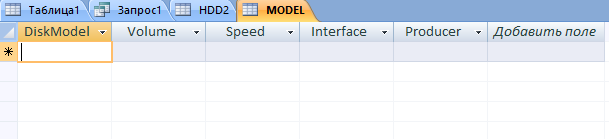 Таблица1 Запрос1 HDD2 MODEL
DiskModel Volume Speed Interface Producer Добавить поле